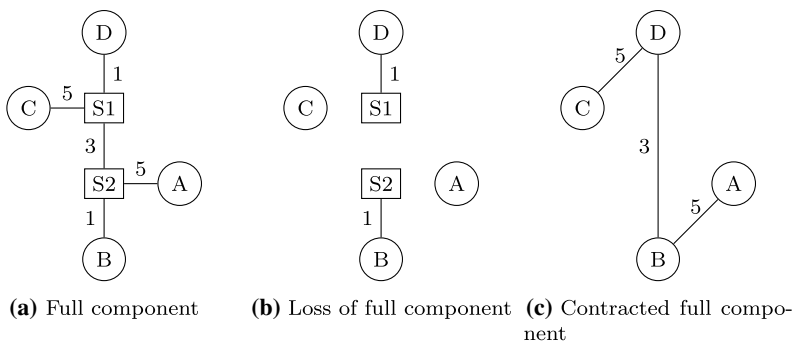 D
D
D
1
1
5
C
5
S1
C
S1
C
3
3
5
S2
A
S2
A
A
1
1
5
B
B
B
(a) Full component
(b) Loss of full component
(c) Contracted full compo-
nent